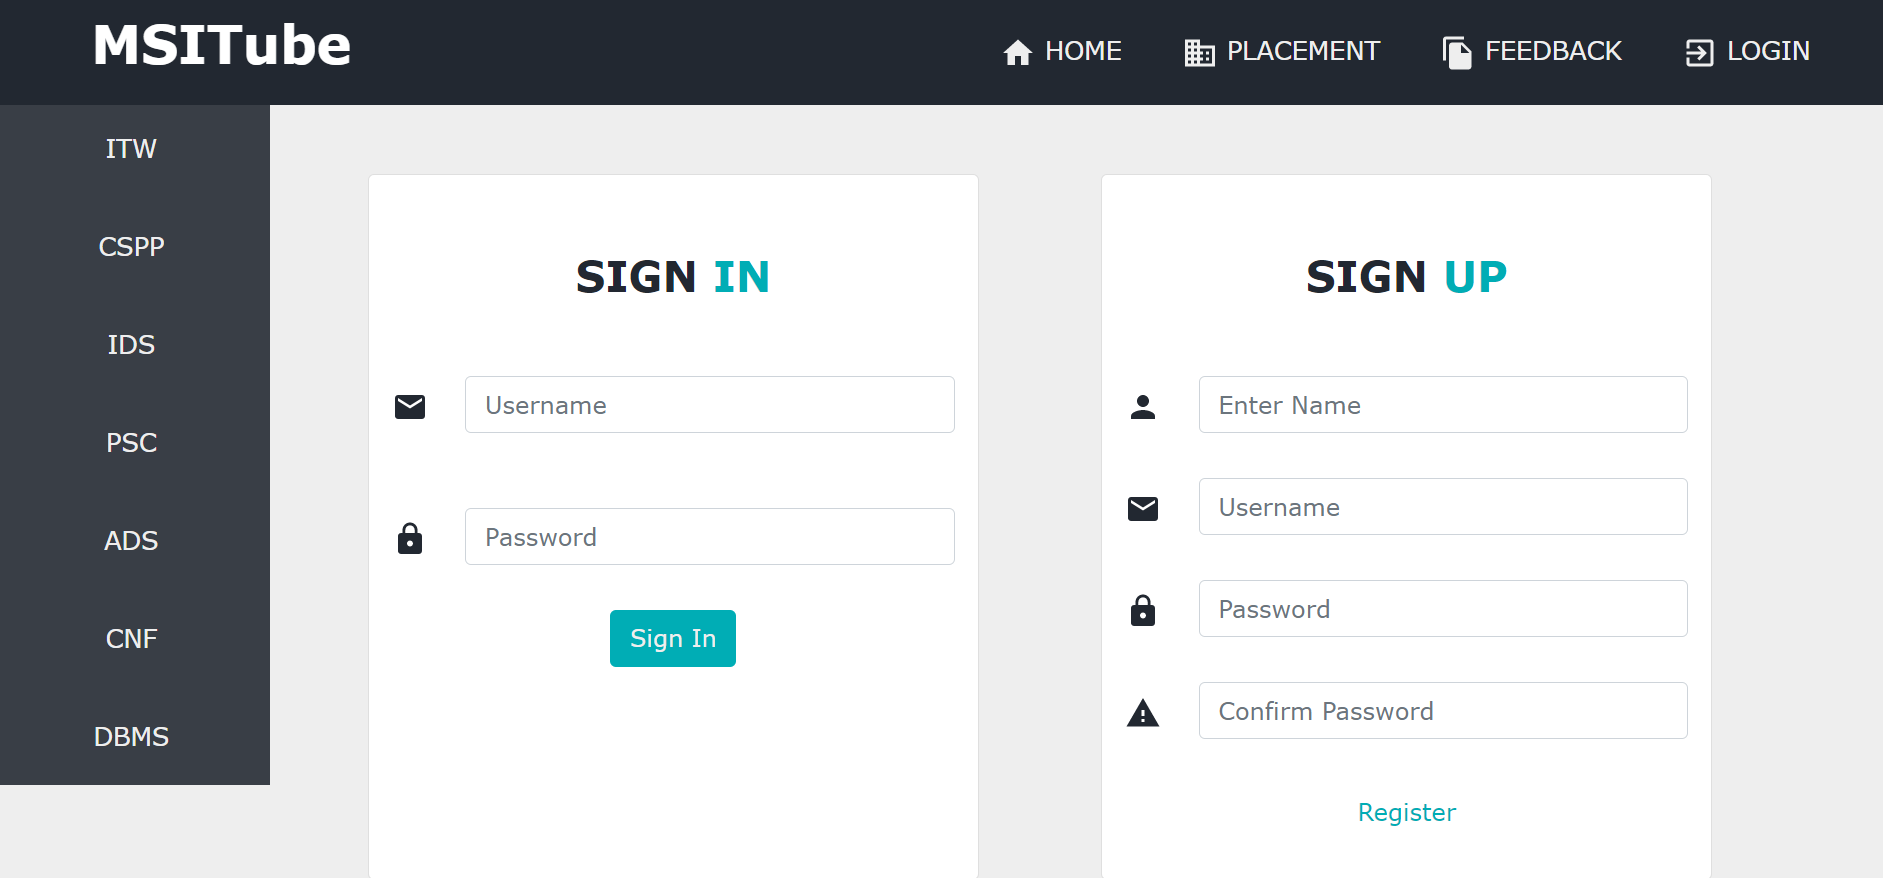 MSITube
HOME
PLACEMENT
FEEDBACK
LOGIN
ITW
CSPP
IDS
PSC
ADS
CNF
DBMS
SIGN IN
Username
Password
Sign In
SIGN UP
Enter Name
Username
Password
Confirm Password
Register